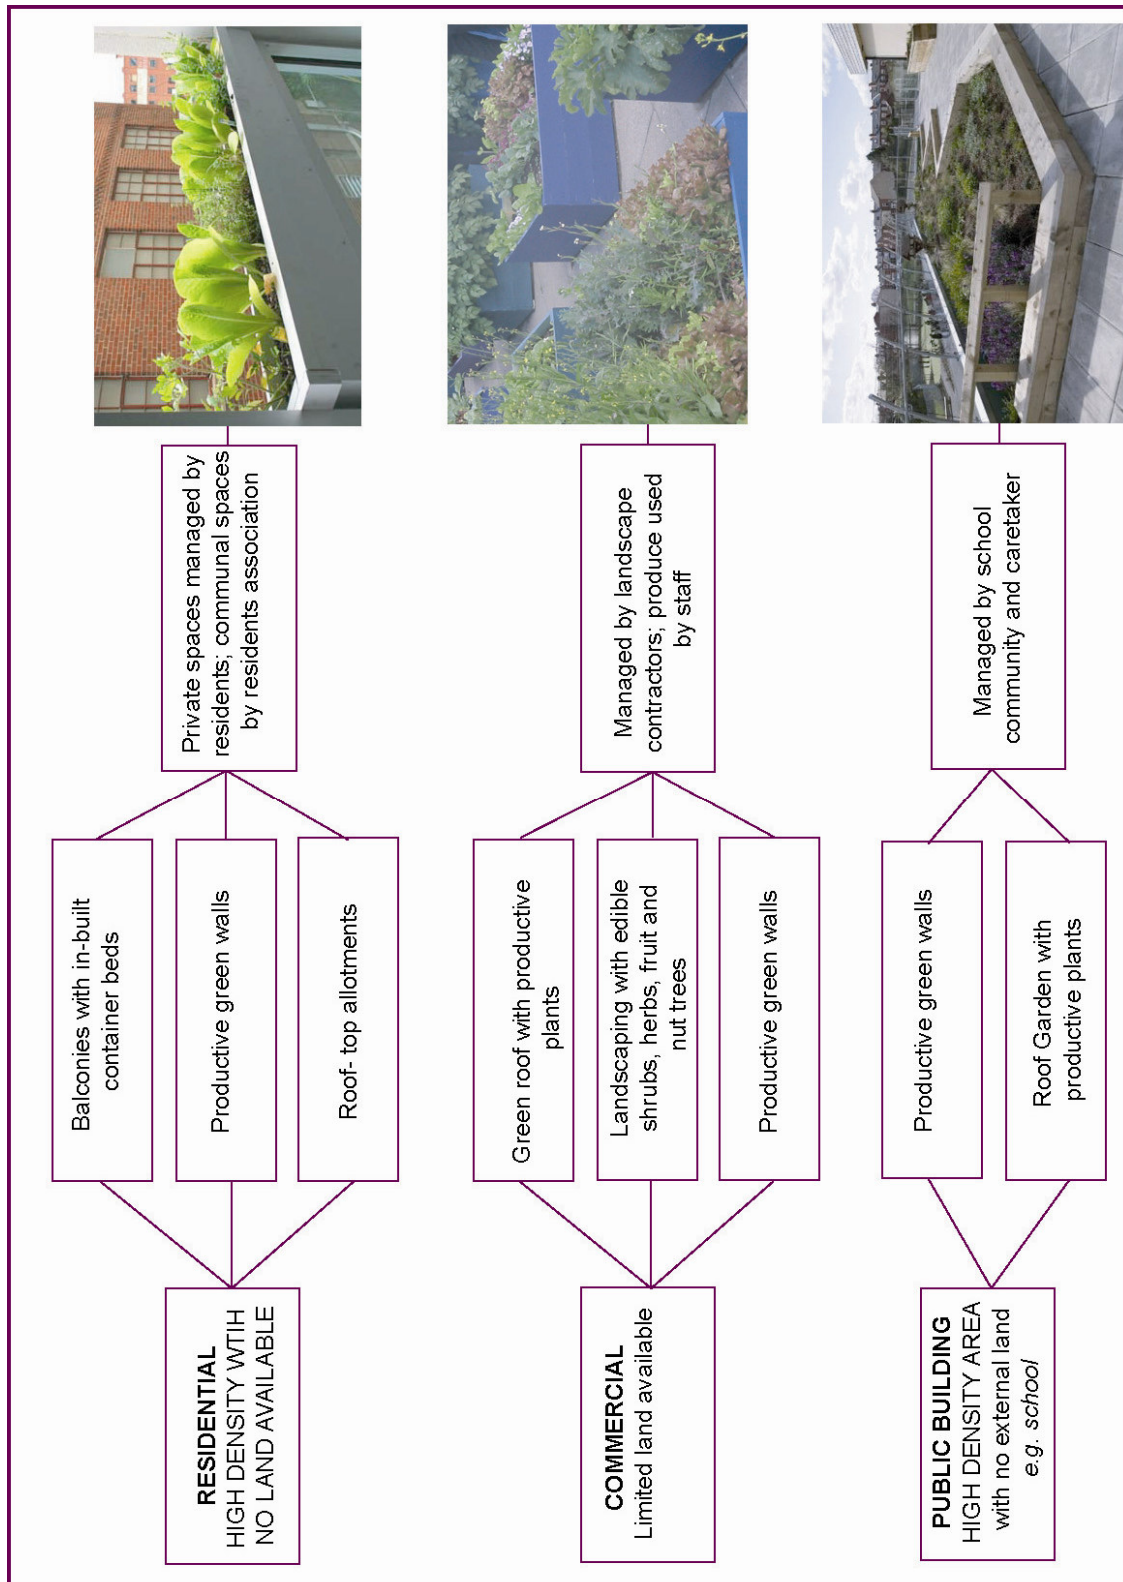 RESIDENTIAL
HIGH DENSITY WTIH
NO LAND AVAILABLE
Balconies with in-built
container beds
Productive green walls
Roof- top allotments
Private spaces managed by
residents; communal spaces
by residents association
COMMERCIAL
Limited land available
Green roof with productive
plants
Landscaping with edible
shrubs, herbs, fruit and
nut trees
Productive green walls
Managed by landscape
contractors; produce used
by staff
PUBLIC BUILDING
HIGH DENSITY AREA
with no external land
e.g. school
Productive green walls
Roof Garden with
productive plants
Managed by school
community and caretaker